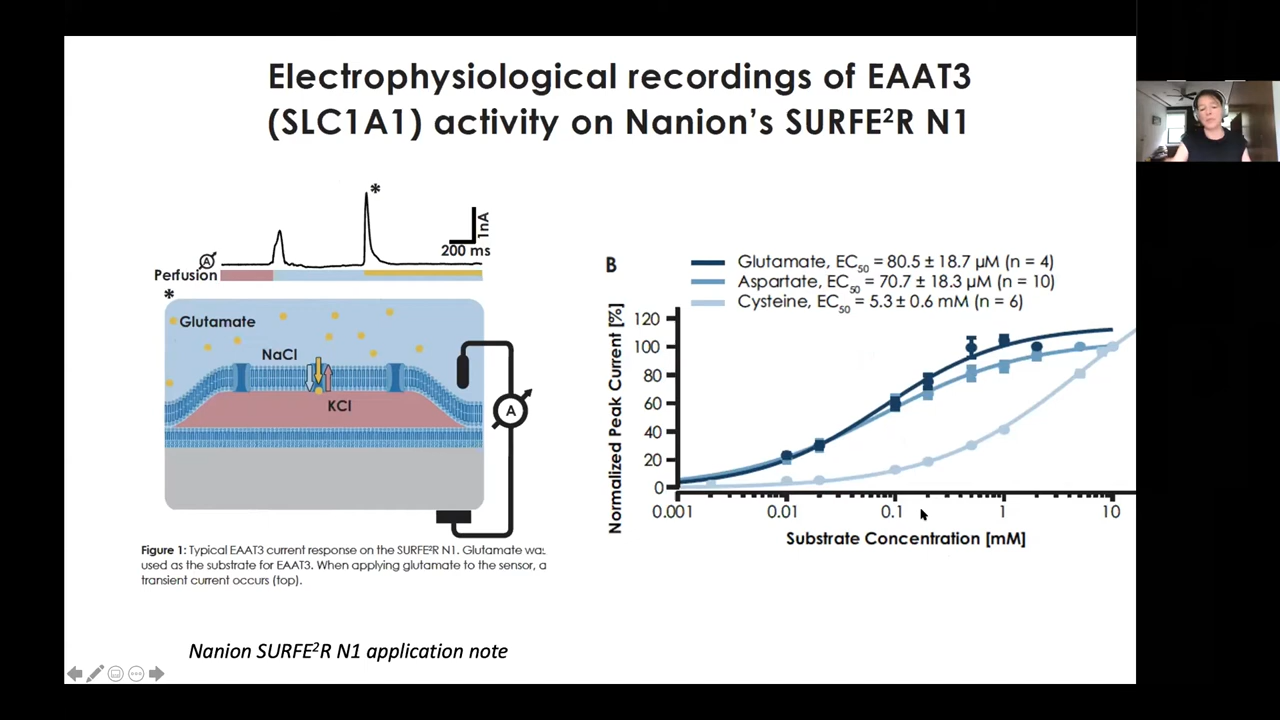 Electrophysiological recordings of EAAT3
(SLC1A1) activity on Nanion’s SURFE²R N1
*
1nA
200 ms
A
Perfusion
*
Glutamate
NaCl
KCl
A
Figure 1: Typical EAAT3 current response on the SURFE²R N1. Glutamate was
used as the substrate for EAAT3. When applying glutamate to the sensor, a
transient current occurs (top).
B
Glutamate, EC₅₀ = 80.5 ± 18.7 µM (n = 4)
Aspartate, EC₅₀ = 70.7 ± 18.3 µM (n = 10)
Cysteine, EC₅₀ = 5.3 ± 0.6 mM (n = 6)
Normalized Peak Current [%]
120
100
80
60
40
20
0
0.001 0.01 0.1 1 10
Substrate Concentration [mM]
Nanion SURFE²R N1 application note